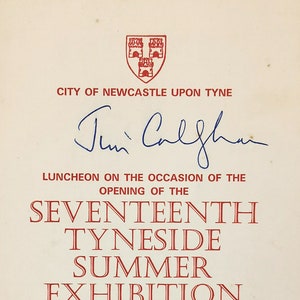 CITY OF NEWCASTLE UPON TYNE
Jim Callaghan
LUNCHEON ON THE OCCASION OF THE
OPENING OF THE
SEVENTEENTH
TYNESIDE
SUMMER
EXHIBITION